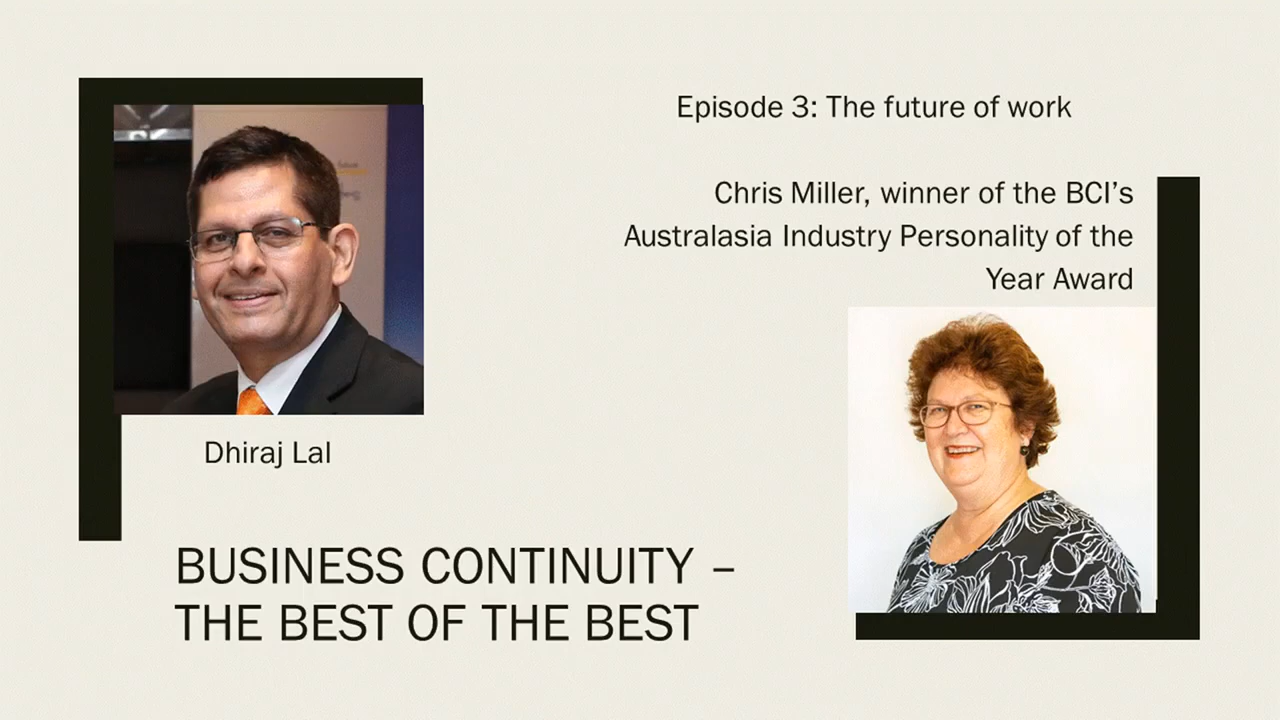 Episode 3: The future of work
Chris Miller, winner of the BCI’s
Australasia Industry Personality of the
Year Award
Dhiraj Lal
BUSINESS CONTINUITY –
THE BEST OF THE BEST